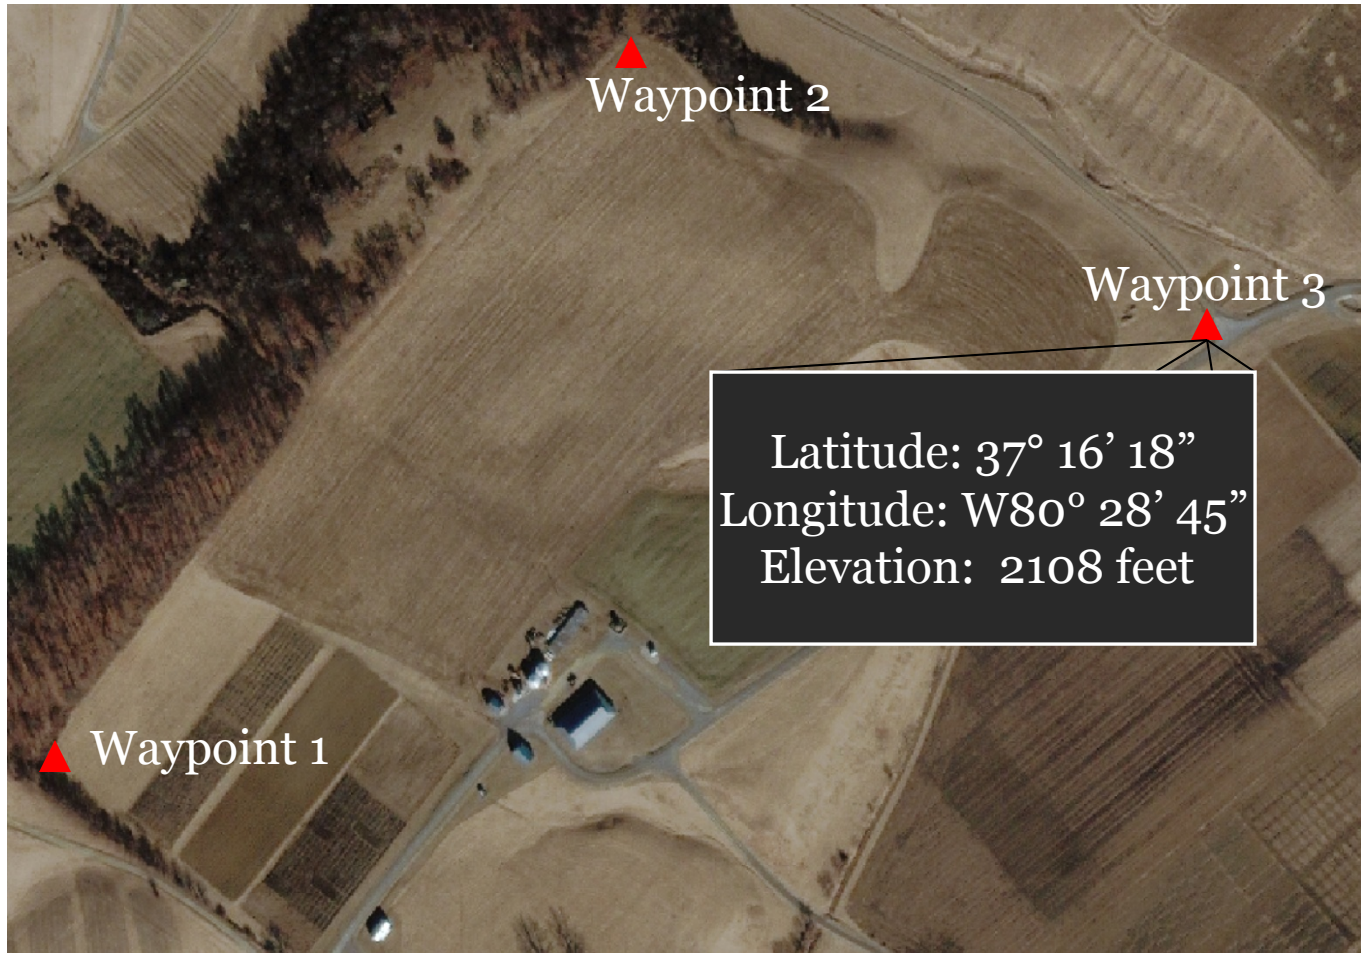 Waypoint 2
Waypoint 3
Latitude: 37° 16’ 18”
Longitude: W80° 28’ 45”
Elevation: 2108 feet
Waypoint 1